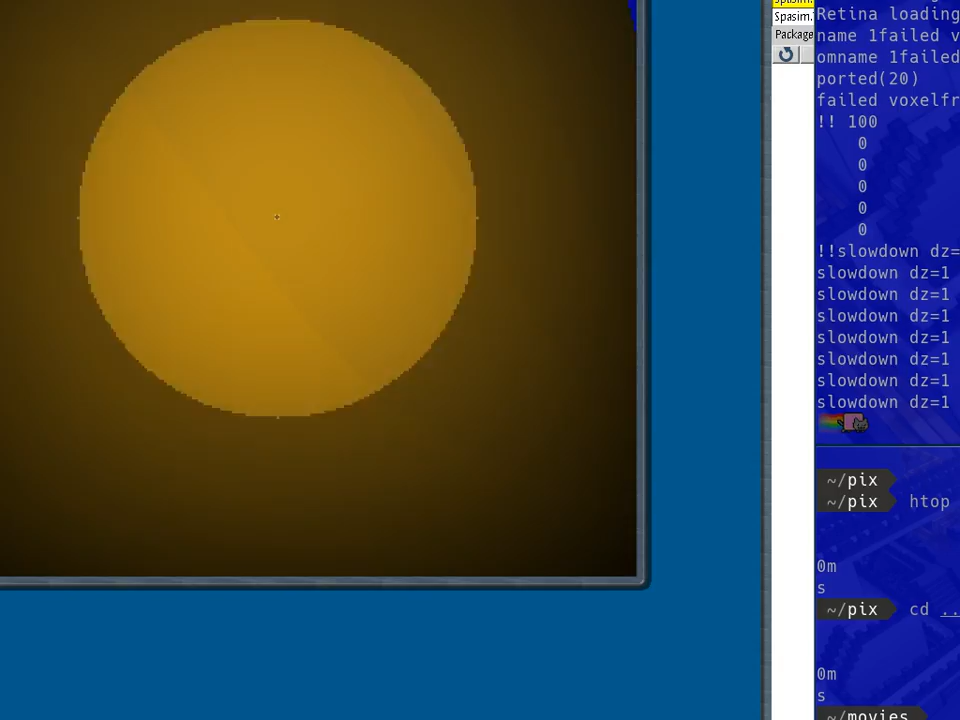 Spasim.
Package
Retina loading
name 1failed v
omname 1failed
ported(20)
failed voxelfr
!! 100
0
0
0
0
0
!!slowdown dz=
slowdown dz=1
slowdown dz=1
slowdown dz=1
slowdown dz=1
slowdown dz=1
slowdown dz=1
slowdown dz=1
~/pix
~/pix htop
0m
s
~/pix cd ..
0m
s
~/movies